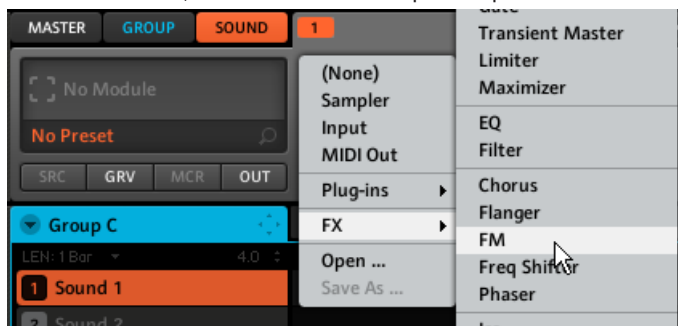 MASTER GROUP SOUND 1
No Module
No Preset
SRC GRV MCR OUT
Group C
LEN: 1 Bar 4.0
1 Sound 1
2 Sound 2
(None)
Sampler
Input
MIDI Out
Plug-ins
FX
Open ...
Save As ...
Gate
Transient Master
Limiter
Maximizer
EQ
Filter
Chorus
Flanger
FM
Freq Shifter
Phaser